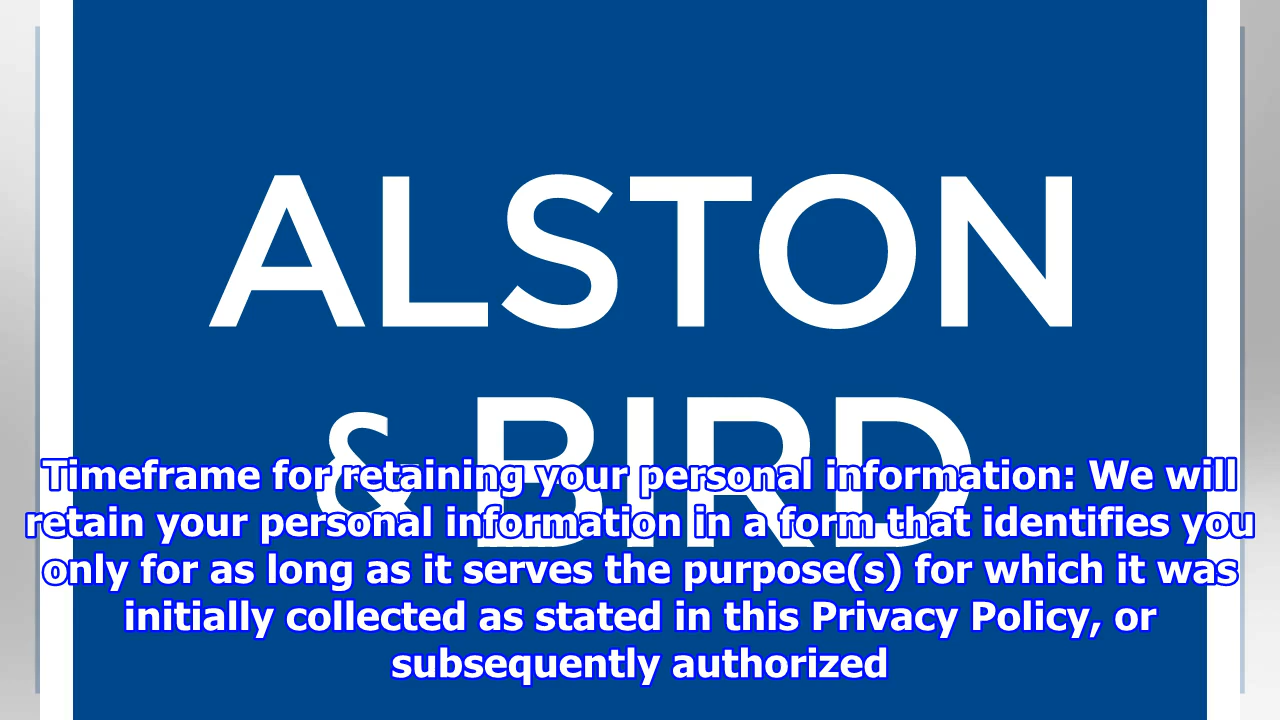 ALSTON
& BIRD
Timeframe for retaining your personal information: We will
retain your personal information in a form that identifies you
only for as long as it serves the purpose(s) for which it was
initially collected as stated in this Privacy Policy, or
subsequently authorized